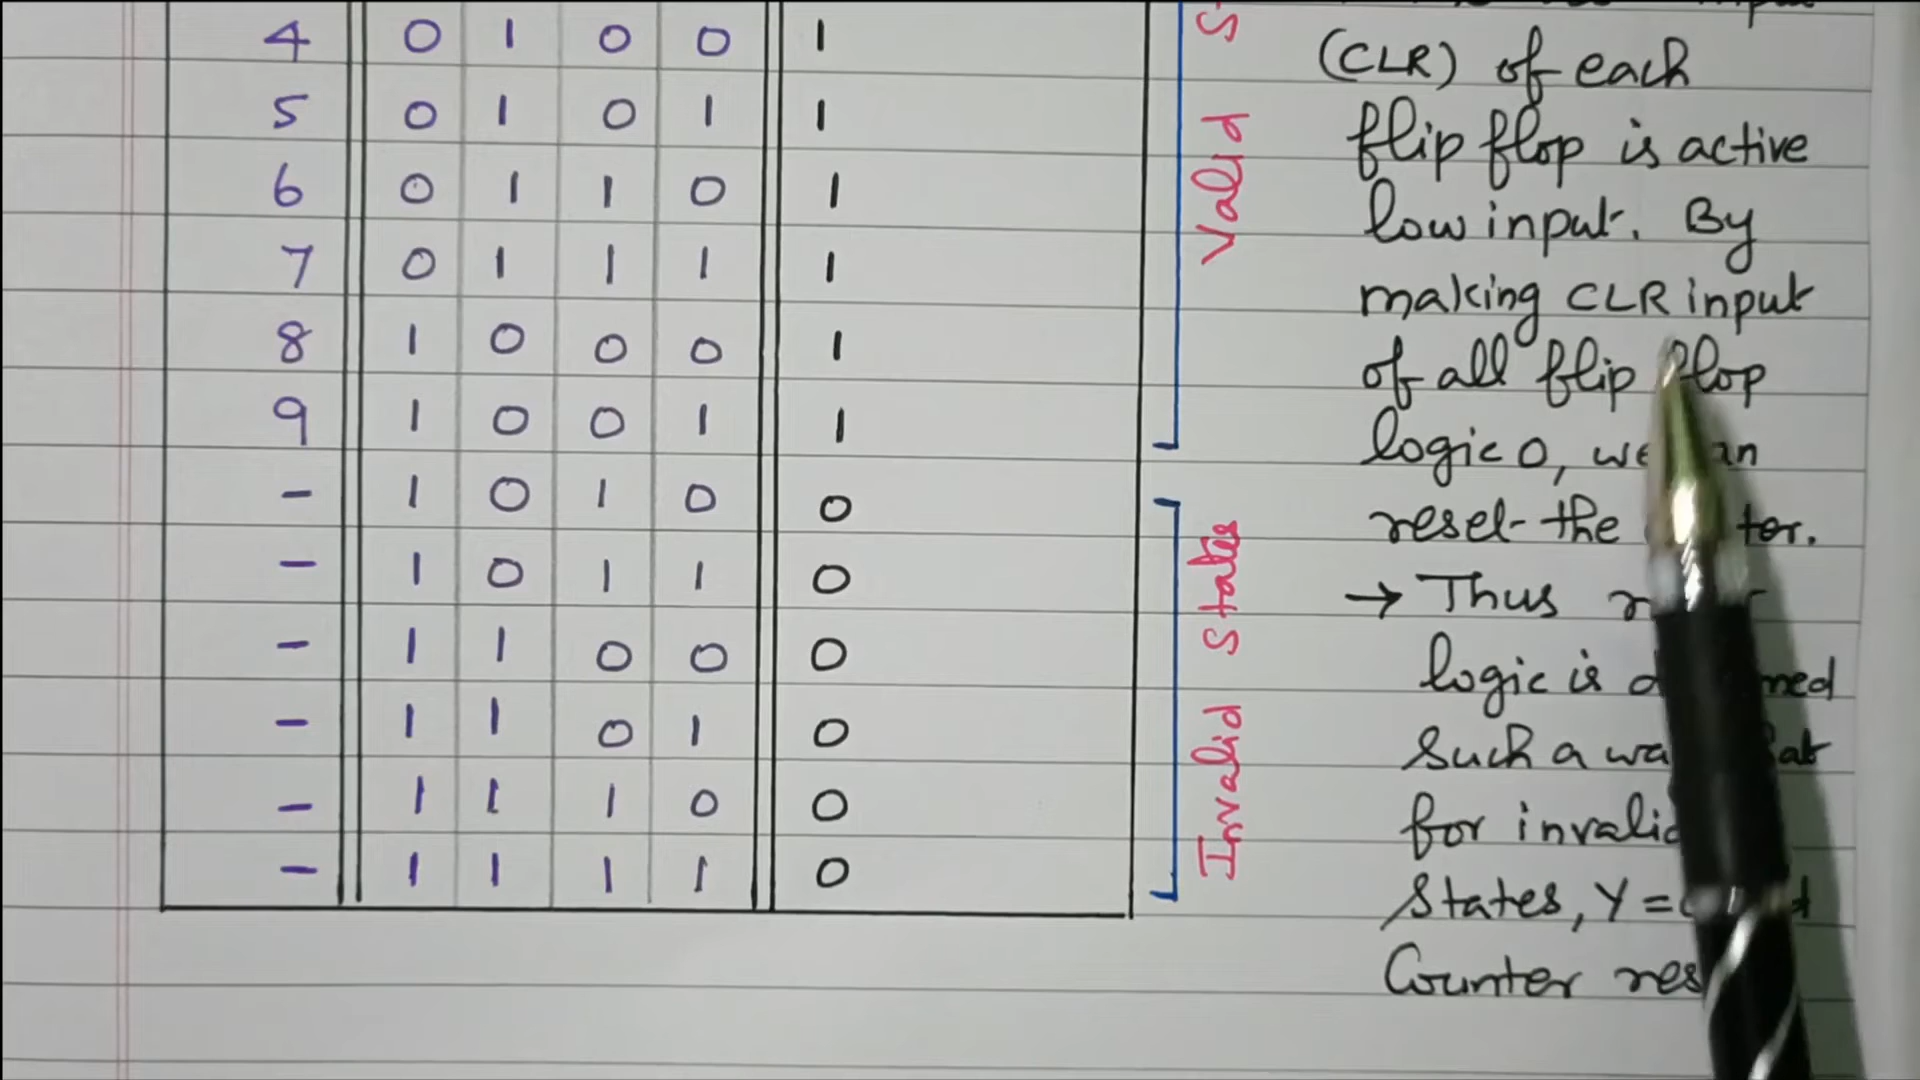 4 0 1 0 0 1
5 0 1 0 1 1
6 0 1 1 0 1
7 0 1 1 1 1
8 1 0 0 0 1
9 1 0 0 1 1
- 1 0 1 0 0
- 1 0 1 1 0
- 1 1 0 0 0
- 1 1 0 1 0
- 1 1 1 0 0
- 1 1 1 1 0
Valid
Invalid States
(CLR) of each
flip flop is active
low input. By
making CLR input
of all flip flop
logic 0, we
reset the
→ Thus
logic is
such a
for
states, Y =
Counter